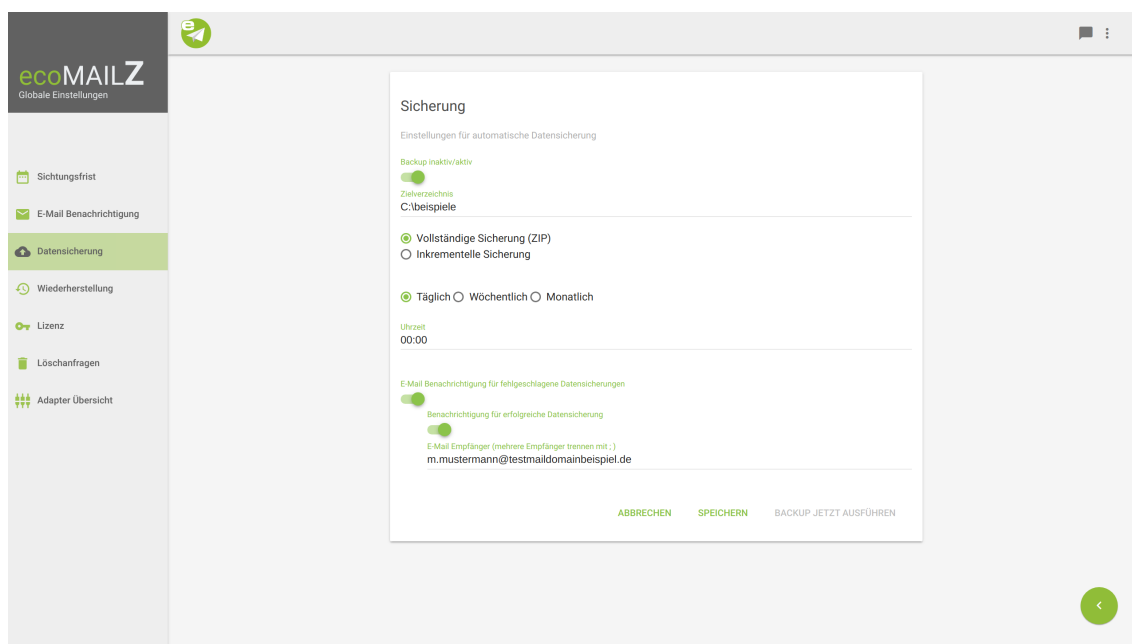 ecoMAILZ
Globale Einstellungen
Sichtungsfrist
E-Mail Benachrichtigung
Datensicherung
Wiederherstellung
Lizenz
Löschanfragen
Adapter Übersicht
e
Sicherung
Einstellungen für automatische Datensicherung
Backup inaktiv/aktiv
Zielverzeichnis
C:\beispiele
Vollständige Sicherung (ZIP)
Inkrementelle Sicherung
Täglich Wöchentlich Monatlich
Uhrzeit
00:00
E-Mail Benachrichtigung für fehlgeschlagene Datensicherungen
Benachrichtigung für erfolgreiche Datensicherung
E-Mail Empfänger (mehrere Empfänger trennen mit ; )
m.mustermann@testmaildomainbeispiel.de
ABBRECHEN SPEICHERN BACKUP JETZT AUSFÜHREN